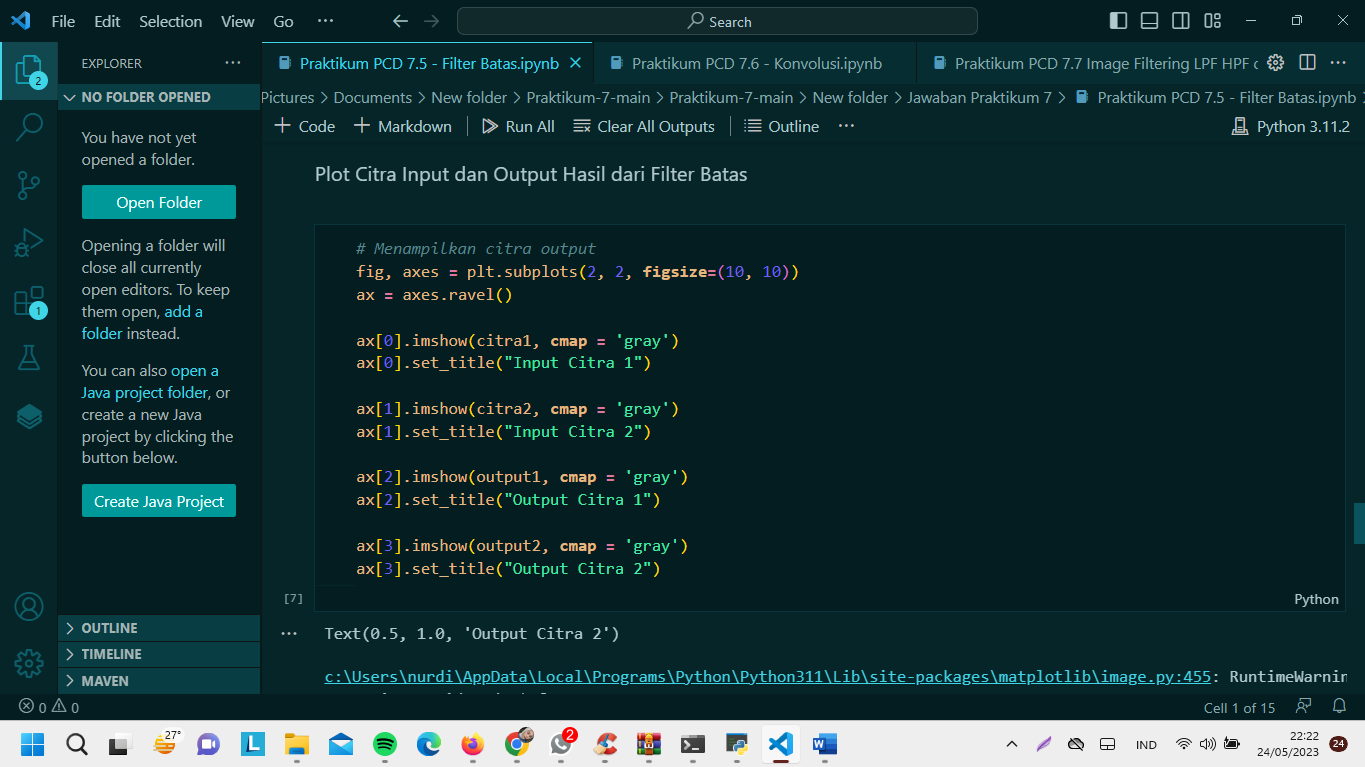 File Edit Selection View Go ··· Search
EXPLORER ···
Praktikum PCD 7.5 - Filter Batas.ipynb
Praktikum PCD 7.6 - Konvolusi.ipynb
Praktikum PCD 7.7 Image Filtering LPF HPF
NO FOLDER OPENED
Pictures > Documents > New folder > Praktikum-7-main > Praktikum-7-main > New folder > Jawaban Praktikum 7 > Praktikum PCD 7.5 - Filter Batas.ipynb
+ Code + Markdown Run All Clear All Outputs Outline ··· Python 3.11.2
You have not yet
opened a folder.
Open Folder
Opening a folder will
close all currently
open editors. To keep
them open, add a
folder instead.
You can also open a
Java project folder, or
create a new Java
project by clicking the
button below.
Create Java Project
OUTLINE
TIMELINE
MAVEN
2
1
Plot Citra Input dan Output Hasil dari Filter Batas
# Menampilkan citra output
fig, axes = plt.subplots(2, 2, figsize=(10, 10))
ax = axes.ravel()
ax[0].imshow(citra1, cmap = 'gray')
ax[0].set_title("Input Citra 1")
ax[1].imshow(citra2, cmap = 'gray')
ax[1].set_title("Input Citra 2")
ax[2].imshow(output1, cmap = 'gray')
ax[2].set_title("Output Citra 1")
ax[3].imshow(output2, cmap = 'gray')
ax[3].set_title("Output Citra 2")
[7] Python
··· Text(0.5, 1.0, 'Output Citra 2')
c:\Users\nurdi\AppData\Local\Programs\Python\Python311\Lib\site-packages\matplotlib\image.py:455: RuntimeWarnin
0 0 Cell 1 of 15
27° 2 IND 22:22
24/05/2023 24